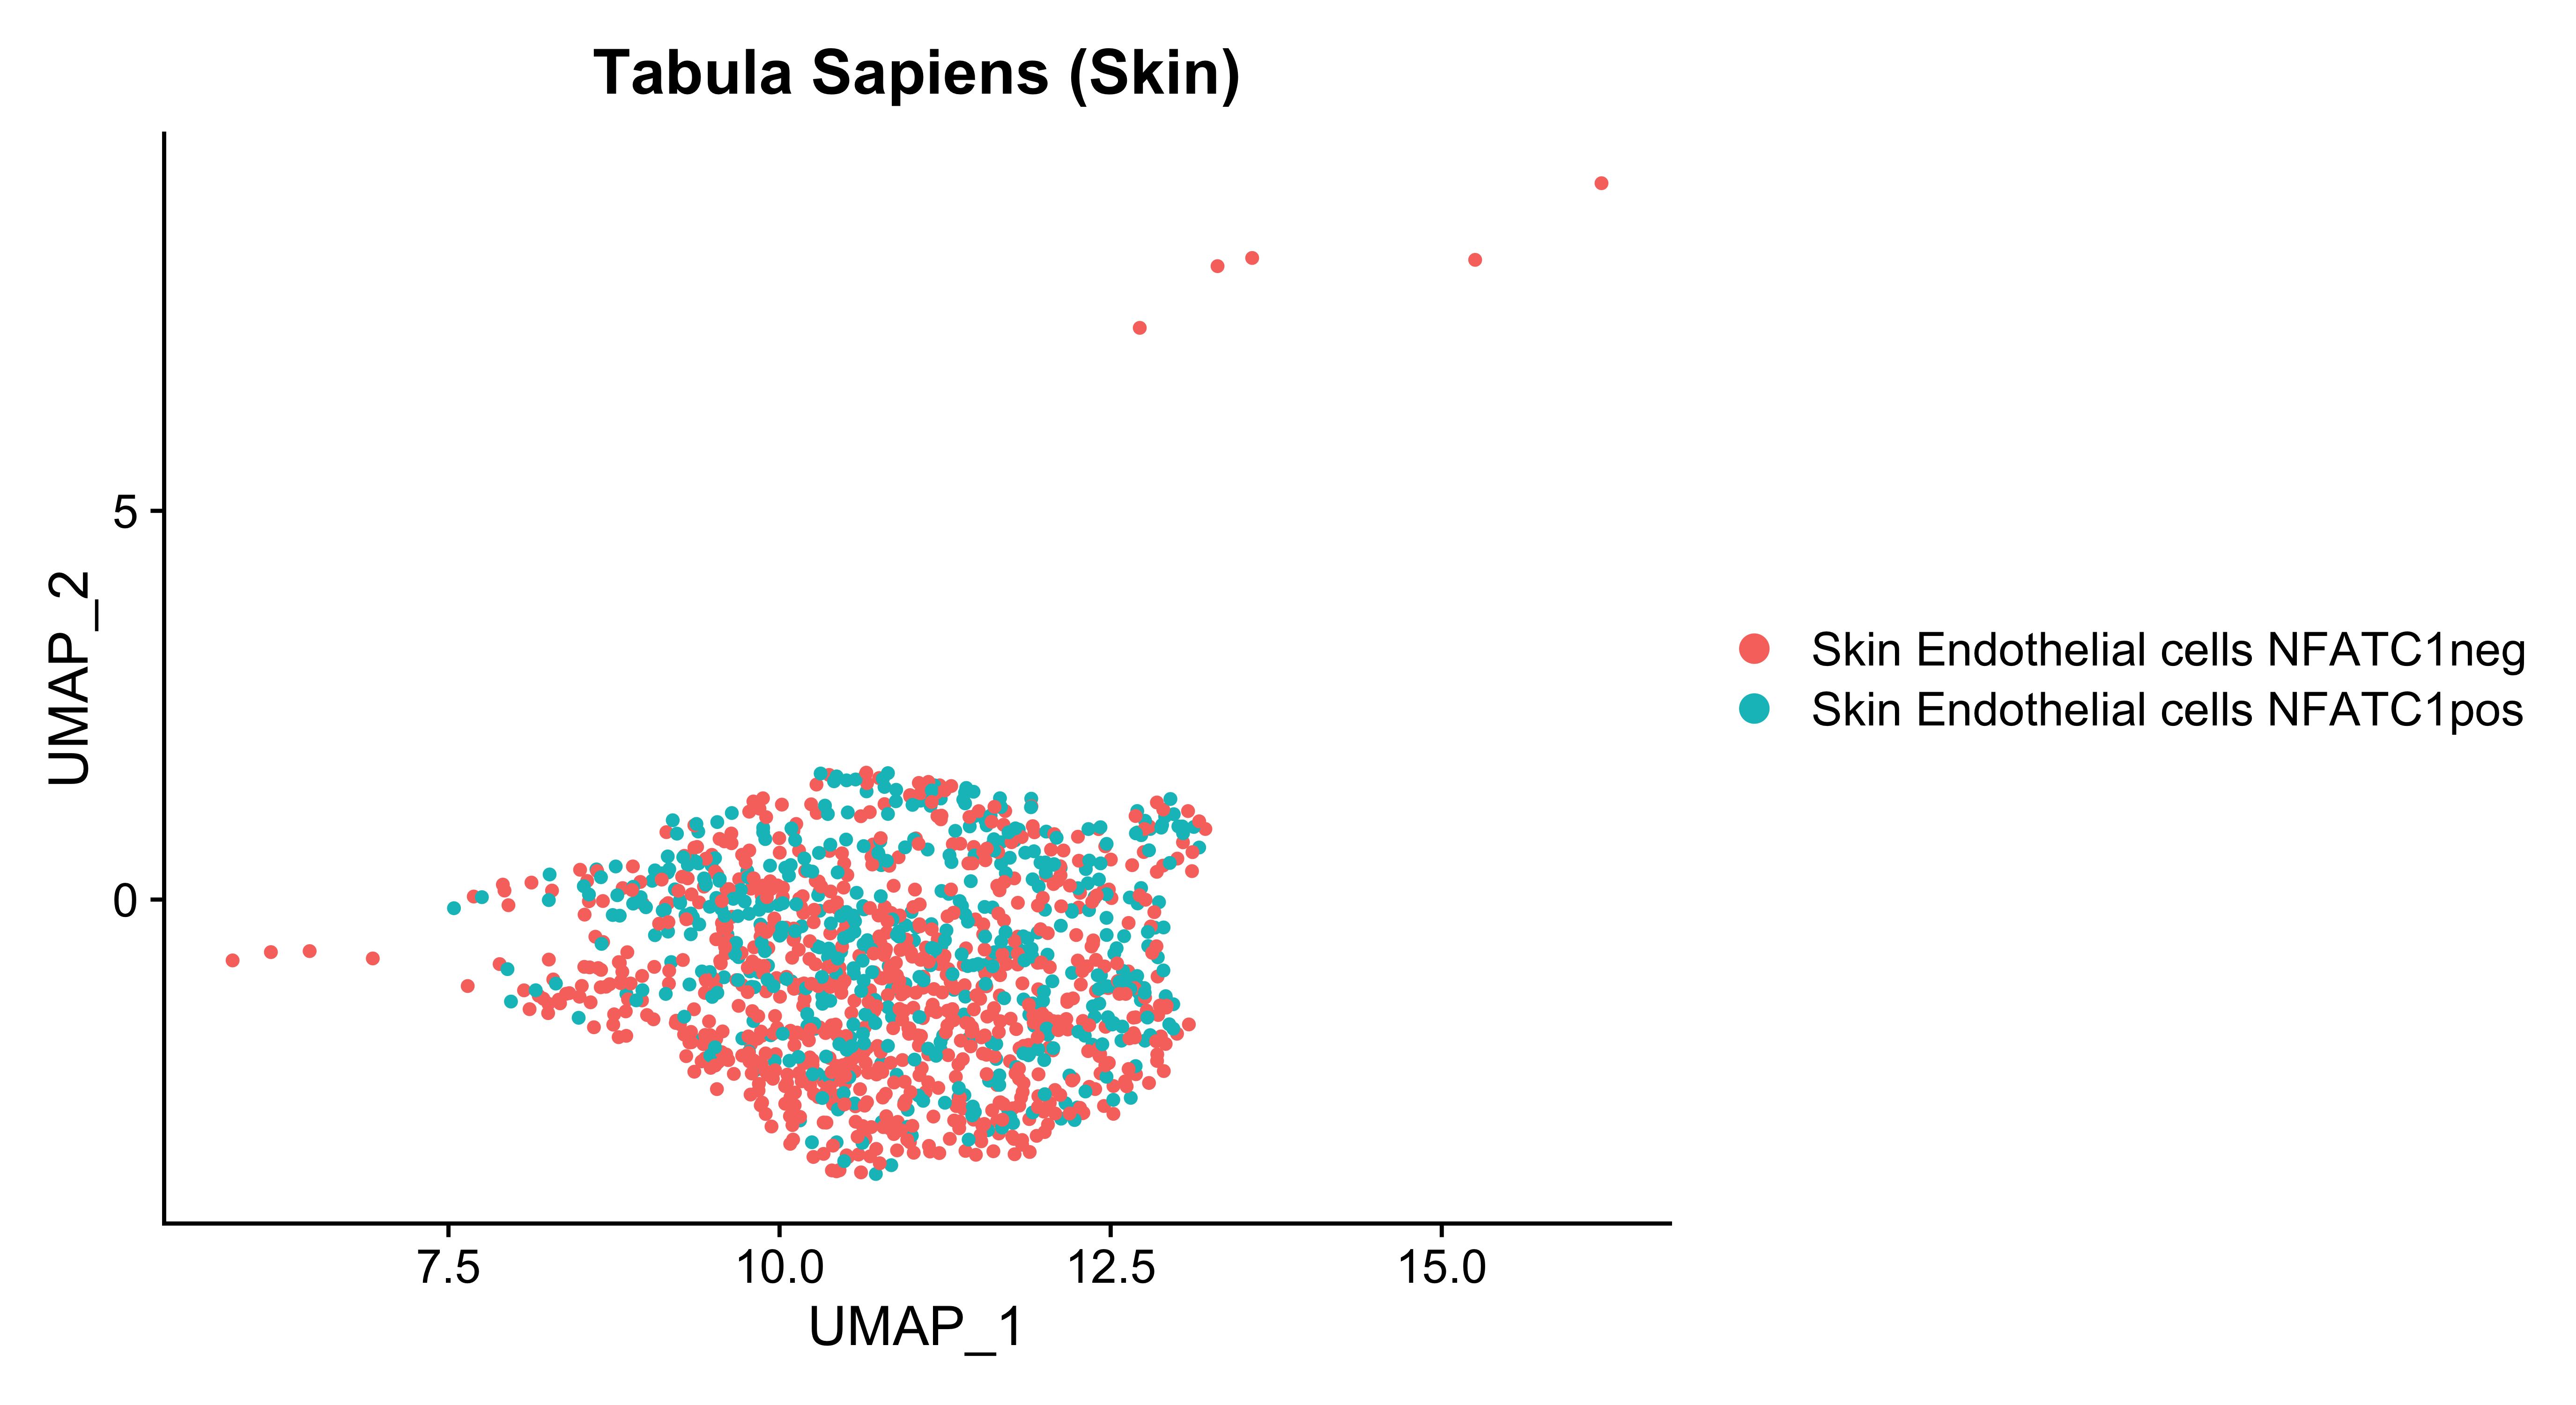 Tabula Sapiens (Skin)
UMAP_2
5
0
7.5 10.0 12.5 15.0
UMAP_1
Skin Endothelial cells NFATC1neg
Skin Endothelial cells NFATC1pos